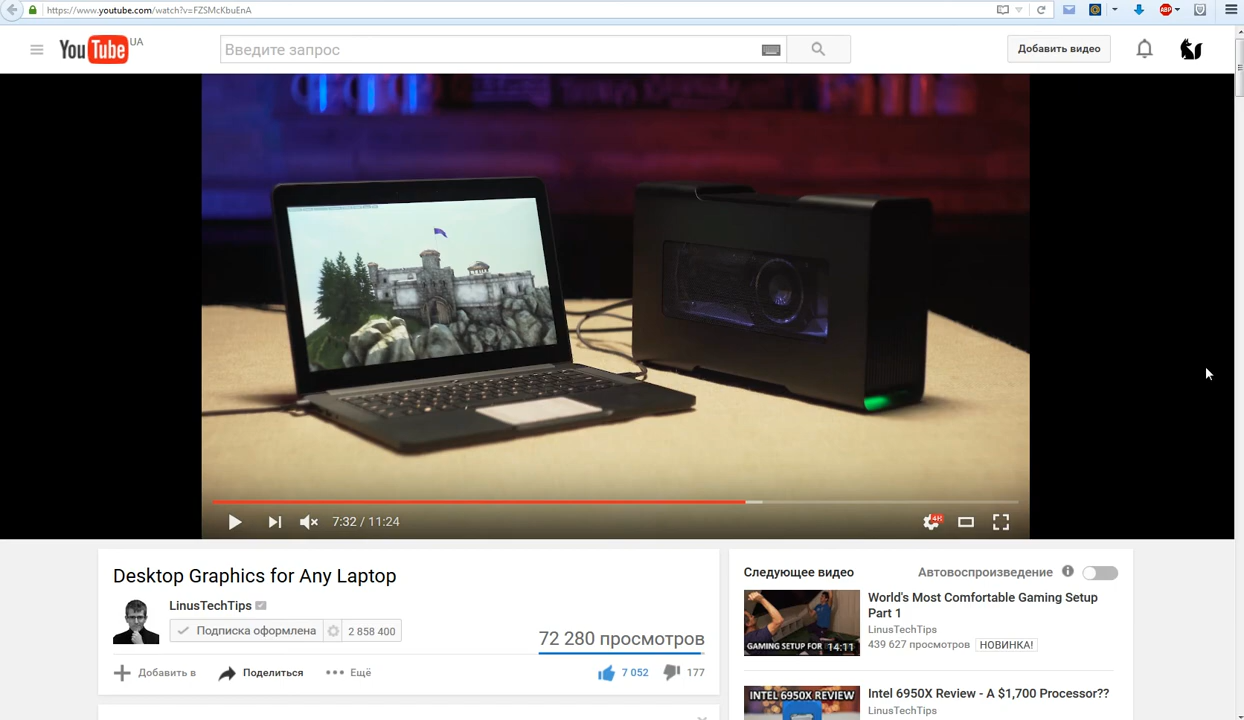 https://www.youtube.com/watch?v=FZSMcKbuEnA
ABP
YouTube UA
Введите запрос
Добавить видео
7:32 / 11:24
4K
Desktop Graphics for Any Laptop
LinusTechTips
Подписка оформлена
2 858 400
72 280 просмотров
Добавить в
Поделиться
Ещё
7 052
177
Следующее видео
Автовоспроизведение
GAMING SETUP FOR
14:11
World's Most Comfortable Gaming Setup
Part 1
LinusTechTips
439 627 просмотров
НОВИНКА!
INTEL 6950X REVIEW
Intel 6950X Review - A $1,700 Processor??
LinusTechTips